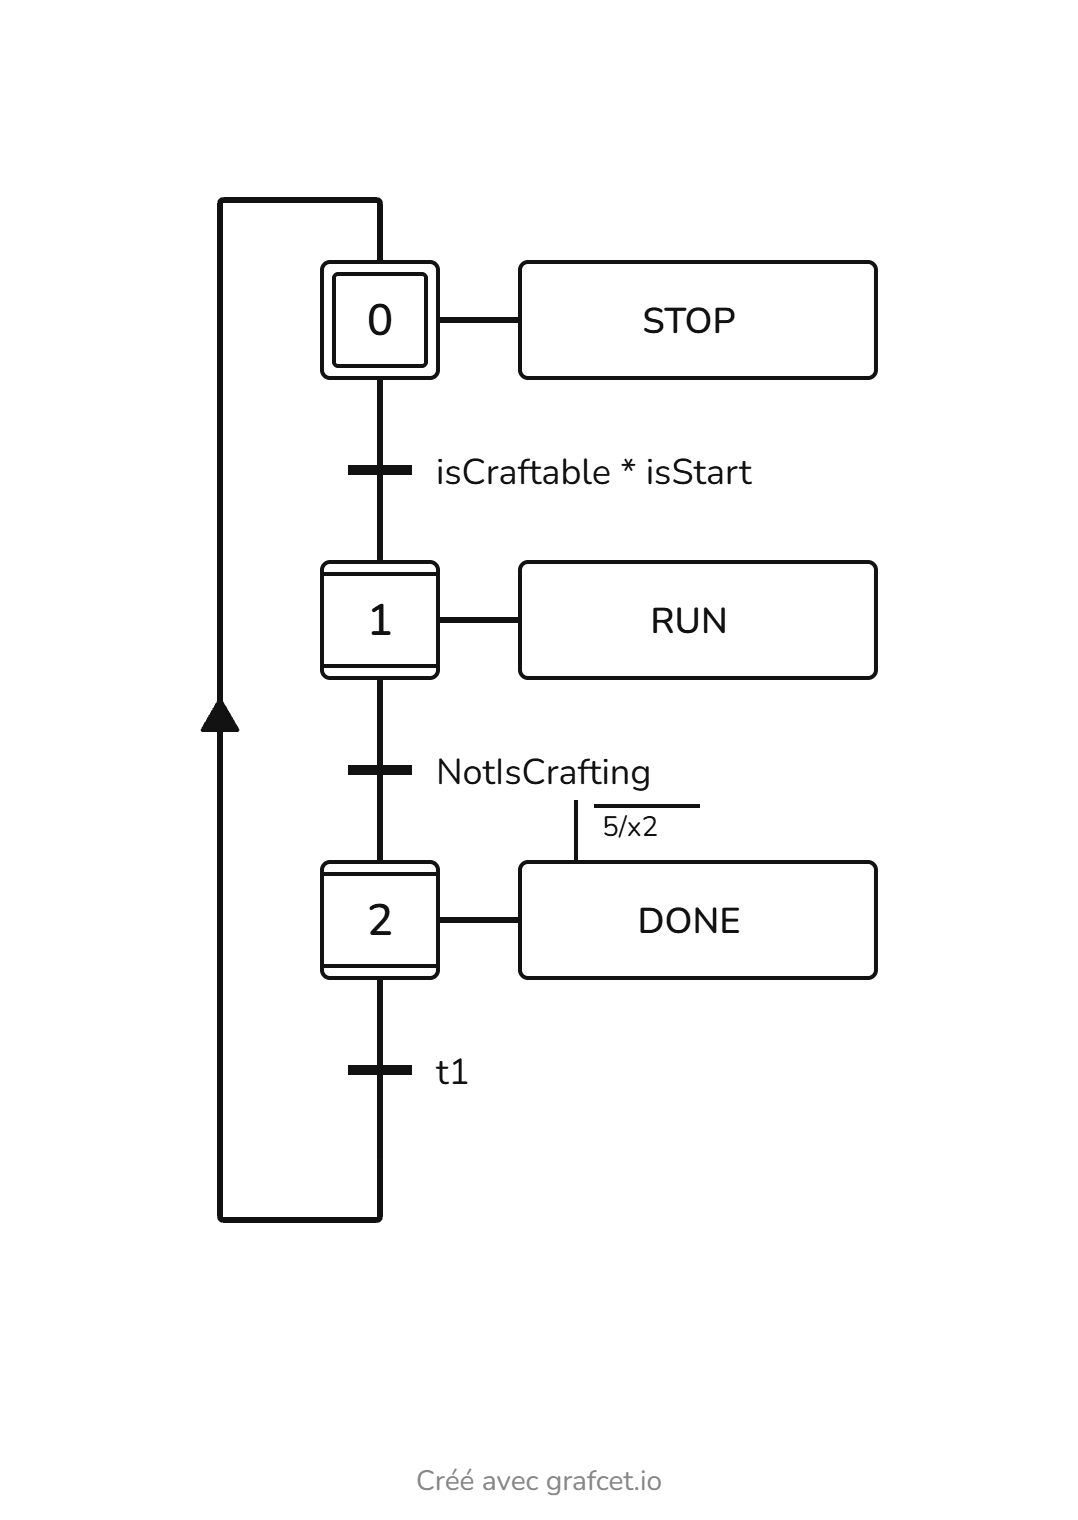 0
STOP
isCraftable * isStart
1
RUN
NotIsCrafting
5/x2
2
DONE
t1
Créé avec grafcet.io